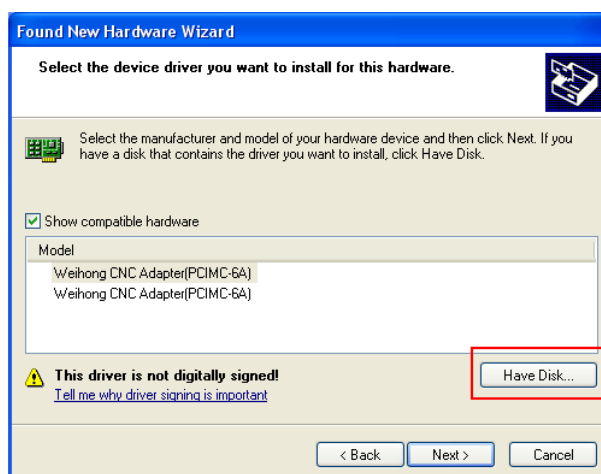 Found New Hardware Wizard
Select the device driver you want to install for this hardware.
Select the manufacturer and model of your hardware device and then click Next. If you
have a disk that contains the driver you want to install, click Have Disk.
Show compatible hardware
Model
Weihong CNC Adapter(PCIMC-6A)
Weihong CNC Adapter(PCIMC-6A)
This driver is not digitally signed!
Have Disk...
Tell me why driver signing is important
< Back
Next >
Cancel